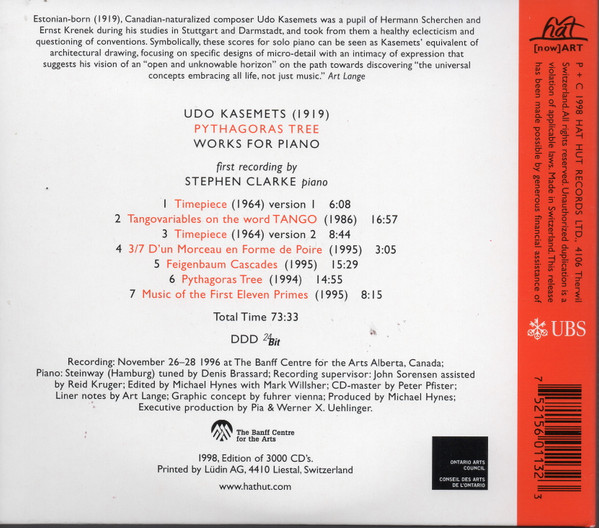 Estonian-born (1919), Canadian-naturalized composer Udo Kasemets was a pupil of Hermann Scherchen and
Ernst Krenek during his studies in Stuttgart and Darmstadt, and took from them a healthy eclecticism and
questioning of conventions. Symbolically, these scores for solo piano can be seen as Kasemets' equivalent of
architectural drawing, focusing on specific designs of micro-detail with an intimacy of expression that
suggests his vision of an "open and unknowable horizon" on the path towards discovering "the universal
concepts embracing all life, not just music." Art Lange
UDO KASEMETS (1919)
PYTHAGORAS TREE
WORKS FOR PIANO
first recording by
STEPHEN CLARKE piano
1 Timepiece (1964) version 1 6:08
2 Tangovariables on the word TANGO (1986) 16:57
3 Timepiece (1964) version 2 8:44
4 3/7 D'un Morceau en Forme de Poire (1995) 3:05
5 Feigenbaum Cascades (1995) 15:29
6 Pythagoras Tree (1994) 14:55
7 Music of the First Eleven Primes (1995) 8:15
Total Time 73:33
DDD 24 Bit
Recording: November 26–28 1996 at The Banff Centre for the Arts Alberta, Canada;
Piano: Steinway (Hamburg) tuned by Denis Brassard; Recording supervisor: John Sorensen assisted
by Reid Kruger; Edited by Michael Hynes with Mark Willsher; CD-master by Peter Pfister;
Liner notes by Art Lange; Graphic concept by fuhrer vienna; Produced by Michael Hynes;
Executive production by Pia & Werner X. Uehlinger.
The Banff Centre
for the Arts
1998, Edition of 3000 CD's.
Printed by Lüdin AG, 4410 Liestal, Switzerland
www.hathut.com
ONTARIO ARTS
COUNCIL
CONSEIL DES ARTS
DE L'ONTARIO
hat
[now]ART
P + C 1998 HAT HUT RECORDS LTD., 4106 Therwil
Switzerland. All rights reserved. Unauthorized duplication is a
violation of applicable laws. Made in Switzerland. This release
has been made possible by generous financial assistance of
UBS
7 52156 01132 3